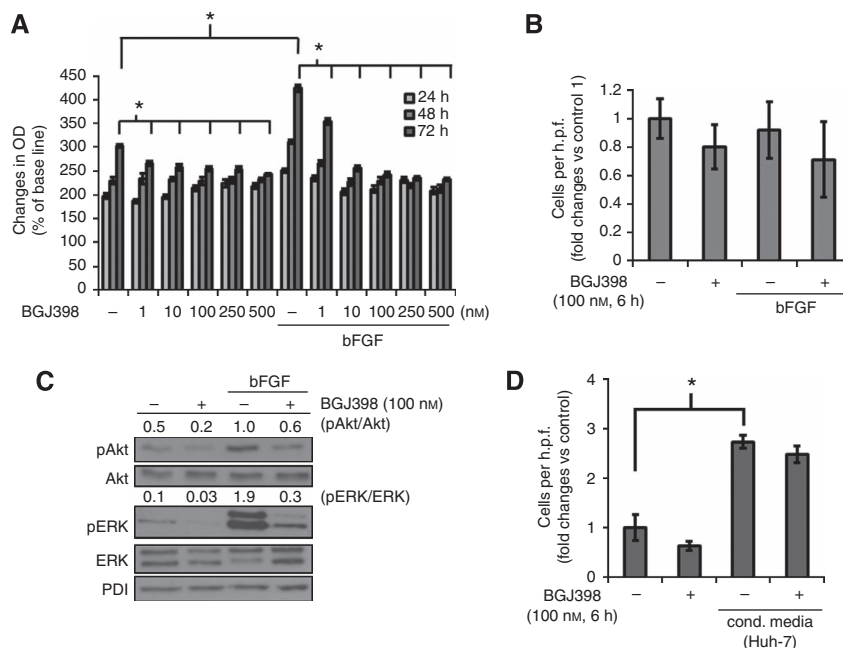 A
*
*
*
450
400
350
300
250
200
150
100
50
0
Changes in OD
(% of base line)
24 h
48 h
72 h
BGJ398 – 1 10 100 250 500 – 1 10 100 250 500 (nM)
bFGF
B
1.2
1
0.8
0.6
0.4
0.2
0
Cells per h.p.f.
(fold changes vs control 1)
BGJ398 – + – +
(100 nM, 6 h)
bFGF
C
bFGF
– + – + BGJ398 (100 nM)
0.5 0.2 1.0 0.6 (pAkt/Akt)
pAkt
Akt
0.1 0.03 1.9 0.3 (pERK/ERK)
pERK
ERK
PDI
D
*
4
3
2
1
0
Cells per h.p.f.
(fold changes vs control)
BGJ398 – + – +
(100 nM, 6 h)
cond. media
(Huh-7)